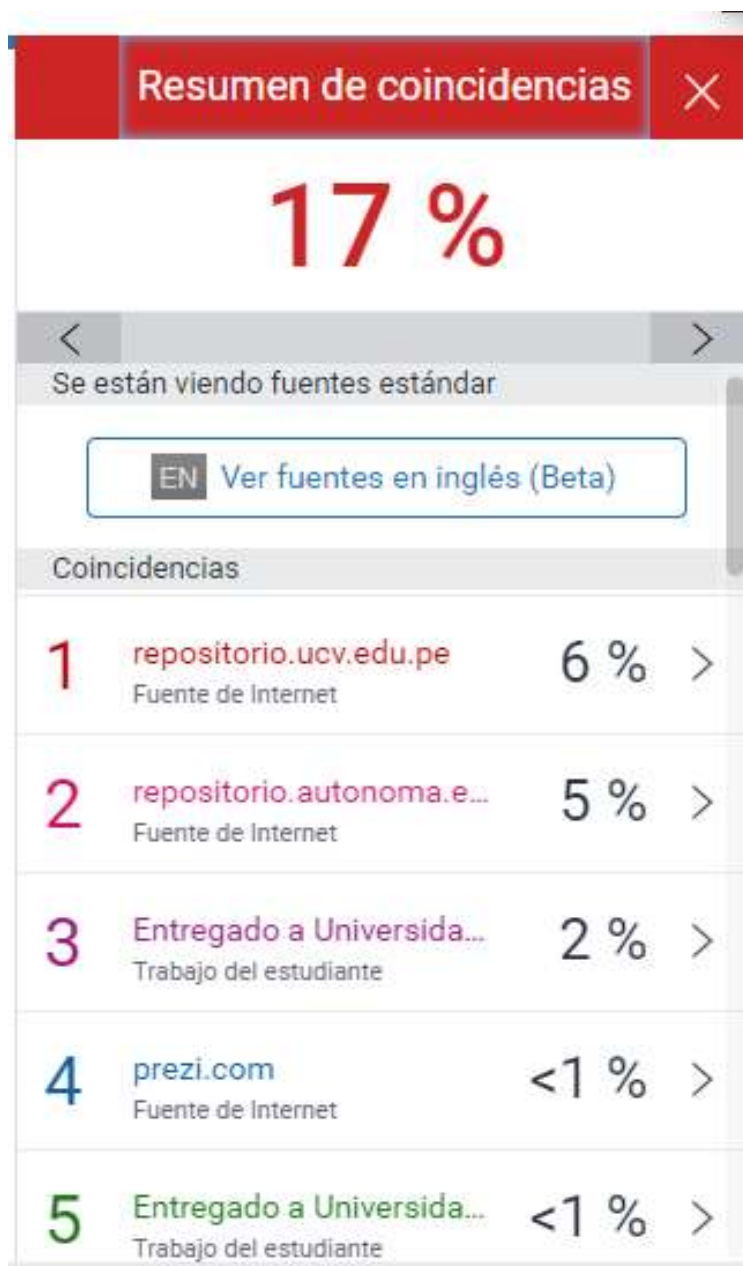 Resumen de coincidencias
17 %
Se están viendo fuentes estándar
EN Ver fuentes en inglés (Beta)
Coincidencias
1 repositorio.ucv.edu.pe 6 %
Fuente de Internet
2 repositorio.autonoma.e... 5 %
Fuente de Internet
3 Entregado a Universida... 2 %
Trabajo del estudiante
4 prezi.com <1 %
Fuente de Internet
5 Entregado a Universida... <1 %
Trabajo del estudiante